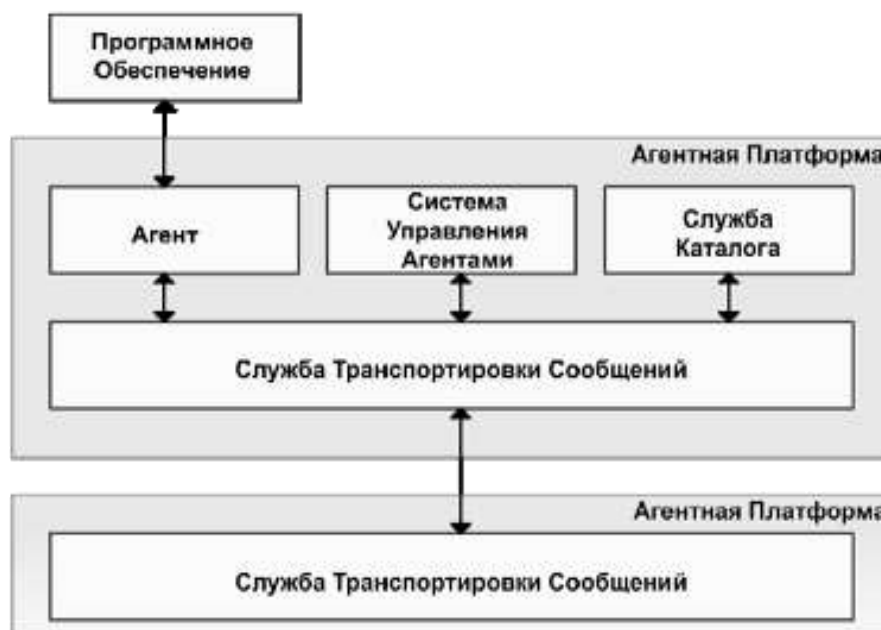 Программное
Обеспечение
Агентная Платформа
Агент
Система
Управления
Агентами
Служба
Каталога
Служба Транспортировки Сообщений
Агентная Платформа
Служба Транспортировки Сообщений